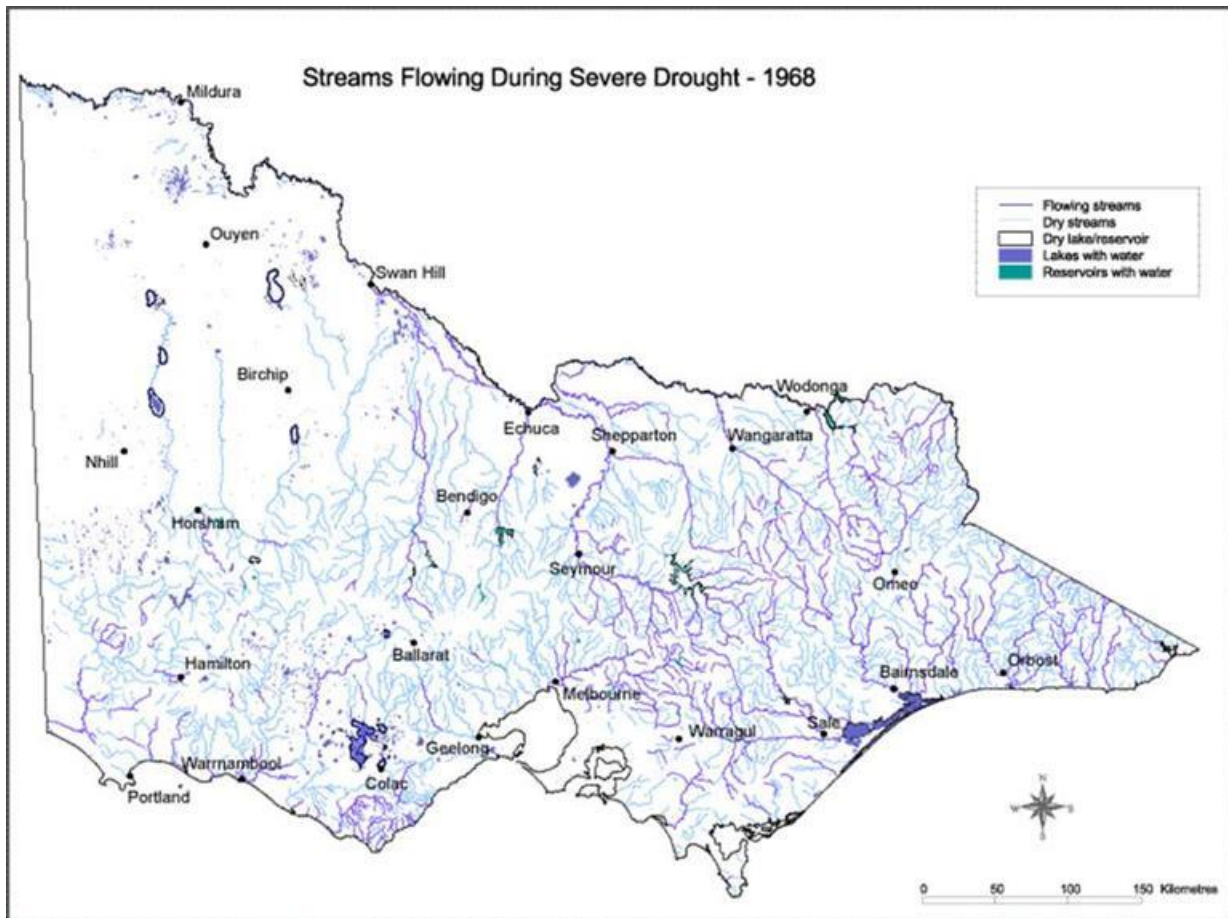 Streams Flowing During Severe Drought - 1968
Mildura
Flowing streams
Dry streams
Dry lake/reservoir
Lakes with water
Reservoirs with water
Ouyen
Swan Hill
Birchip
Wodonga
Echuca
Shepparton
Wangaratta
Nhill
Bendigo
Horsham
Seymour
Omeo
Ballarat
Hamilton
Orbost
Bairnsdale
Melbourne
Sale
Warragul
Geelong
Warrnambool
Colac
Portland
N
W
S
0 50 100 150 Kilometres